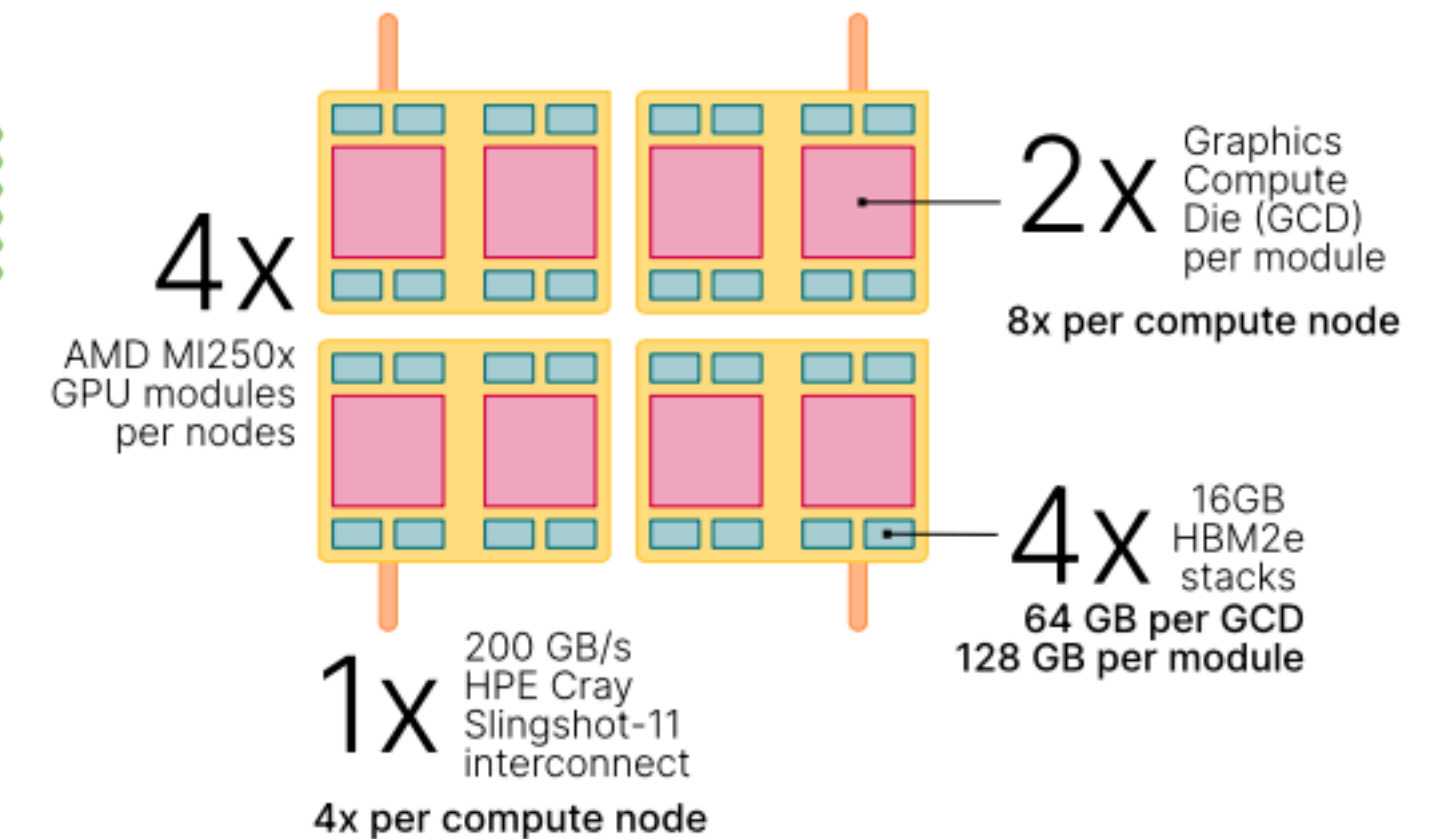 4x
AMD MI250x
GPU modules
per nodes
2x
Graphics
Compute
Die (GCD)
per module
8x per compute node
4x
16GB
HBM2e
stacks
64 GB per GCD
128 GB per module
1x
200 GB/s
HPE Cray
Slingshot-11
interconnect
4x per compute node